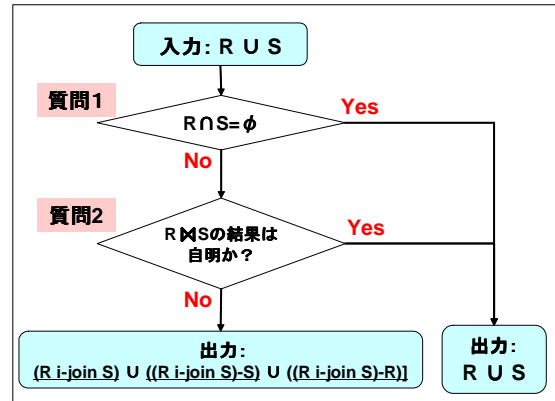 入力: R ∪ S
質問1
R∩S=φ
Yes
No
質問2
R⋈Sの結果は
自明か？
Yes
No
出力:
(R i-join S) ∪ ((R i-join S)-S) ∪ ((R i-join S)-R)]
出力:
R ∪ S